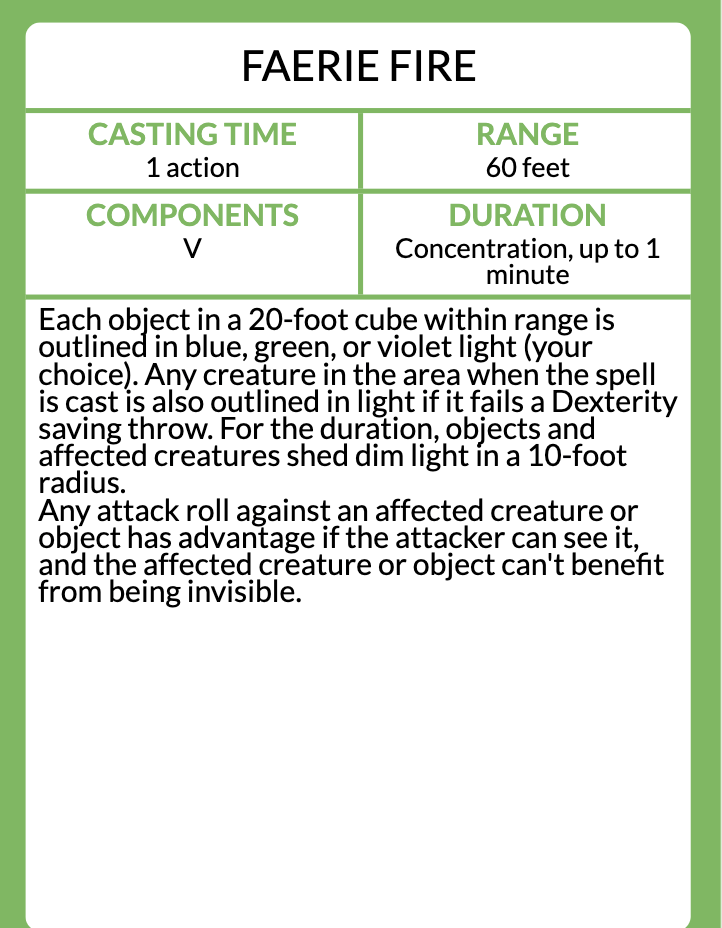 FAERIE FIRE
CASTING TIME
1 action
RANGE
60 feet
COMPONENTS
V
DURATION
Concentration, up to 1
minute
Each object in a 20-foot cube within range is
outlined in blue, green, or violet light (your
choice). Any creature in the area when the spell
is cast is also outlined in light if it fails a Dexterity
saving throw. For the duration, objects and
affected creatures shed dim light in a 10-foot
radius.
Any attack roll against an affected creature or
object has advantage if the attacker can see it,
and the affected creature or object can't benefit
from being invisible.